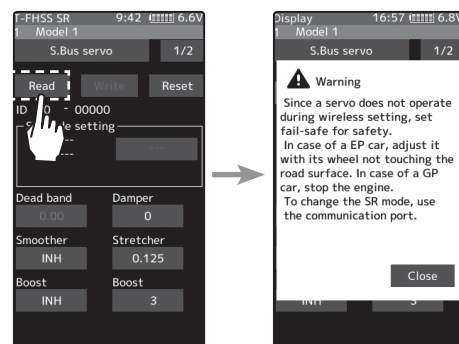 T-FHSS SR 9:42 6.6V
1 Model 1
S.Bus servo 1/2
Read Write Reset
ID 0 - 00000
setting
---
---
---
Dead band Damper
0.00 0
Smoother Stretcher
INH 0.125
Boost Boost
INH 3
Display 16:57 6.8V
1 Model 1
S.Bus servo 1/2
Warning
Since a servo does not operate
during wireless setting, set
fail-safe for safety.
In case of a EP car, adjust it
with its wheel not touching the
road surface. In case of a GP
car, stop the engine.
To change the SR mode, use
the communication port.
Close
INH 3